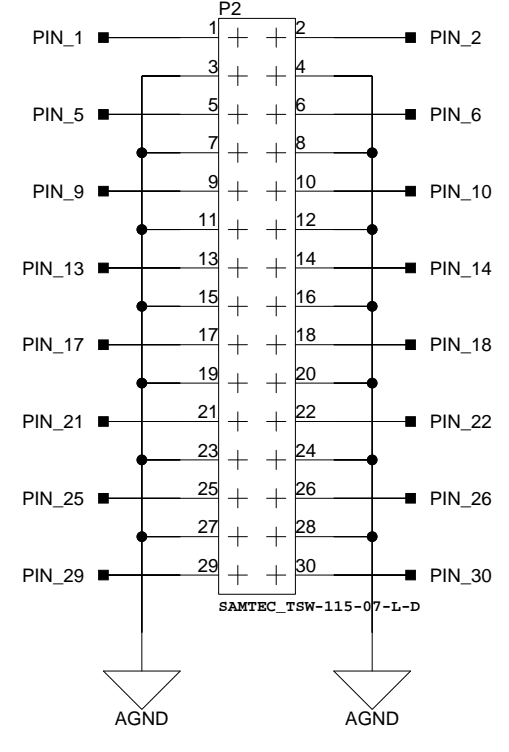 P2
PIN_1 1 2 PIN_2
3 4
PIN_5 5 6 PIN_6
7 8
PIN_9 9 10 PIN_10
11 12
PIN_13 13 14 PIN_14
15 16
PIN_17 17 18 PIN_18
19 20
PIN_21 21 22 PIN_22
23 24
PIN_25 25 26 PIN_26
27 28
PIN_29 29 30 PIN_30
SAMTEC_TSW-115-07-L-D
AGND AGND